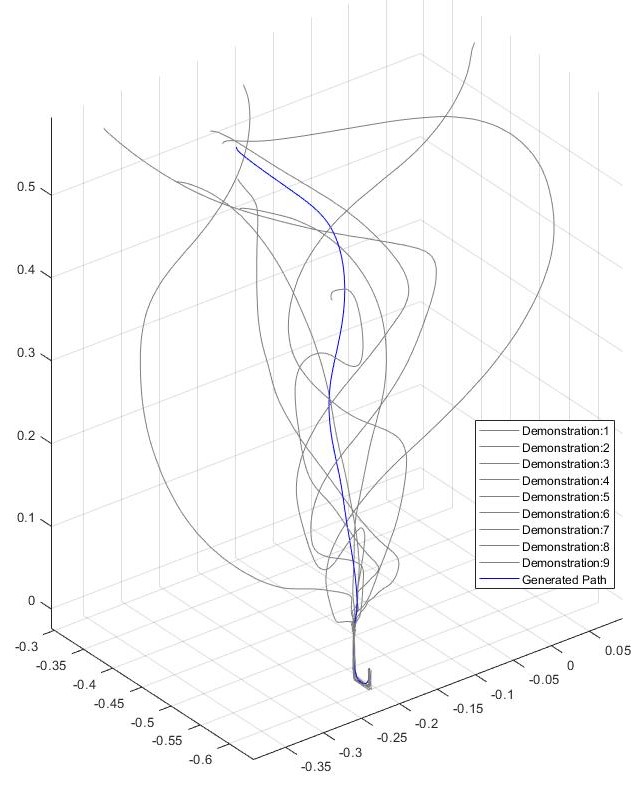 0.5
0.4
0.3
0.2
0.1
0
-0.3
-0.35
-0.4
-0.45
-0.5
-0.55
-0.6
-0.35
-0.3
-0.25
-0.2
-0.15
-0.1
-0.05
0
0.05
Demonstration:1
Demonstration:2
Demonstration:3
Demonstration:4
Demonstration:5
Demonstration:6
Demonstration:7
Demonstration:8
Demonstration:9
Generated Path